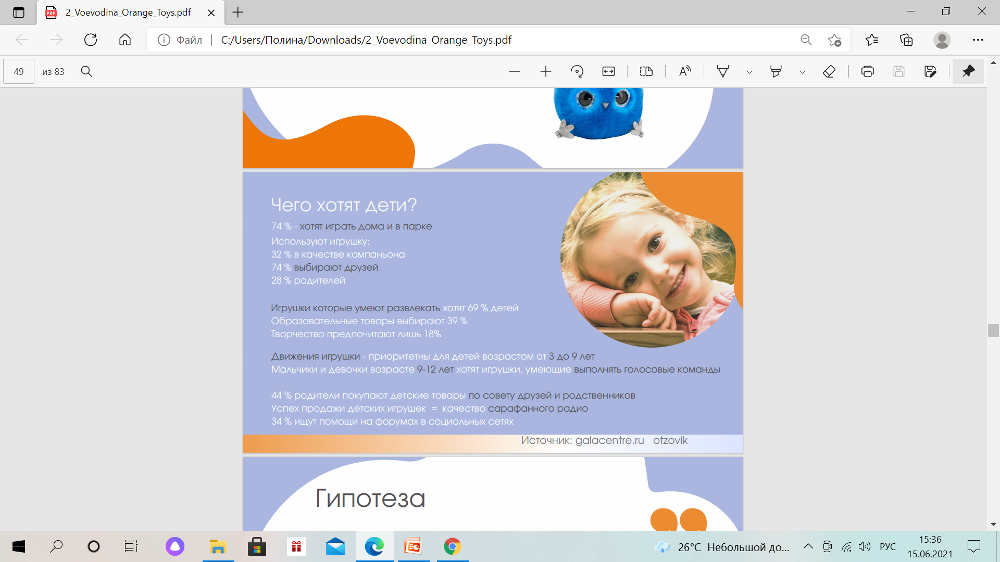 2_Voevodina_Orange_Toys.pdf
Файл
C:/Users/Полина/Downloads/2_Voevodina_Orange_Toys.pdf
49 из 83
Чего хотят дети?
74 % - хотят играть дома и в парке
Используют игрушку:
32 % в качестве компаньона
74 % выбирают друзей
28 % родителей
Игрушки которые умеют развлекать хотят 69 % детей
Образовательные товары выбирают 39 %
Творчество предпочитают лишь 18%
Движения игрушки - приоритетны для детей возрастом от 3 до 9 лет
Мальчики и девочки возрасте 9-12 лет хотят игрушки, умеющие выполнять голосовые команды
44 % родители покупают детские товары по совету друзей и родственников
Успех продажи детских игрушек = качество сарафанного радио
34 % ищут помощи на форумах в социальных сетях
Источник: galacentre.ru otzovik
Гипотеза
26°C Небольшой до...
РУС
15:36
15.06.2021